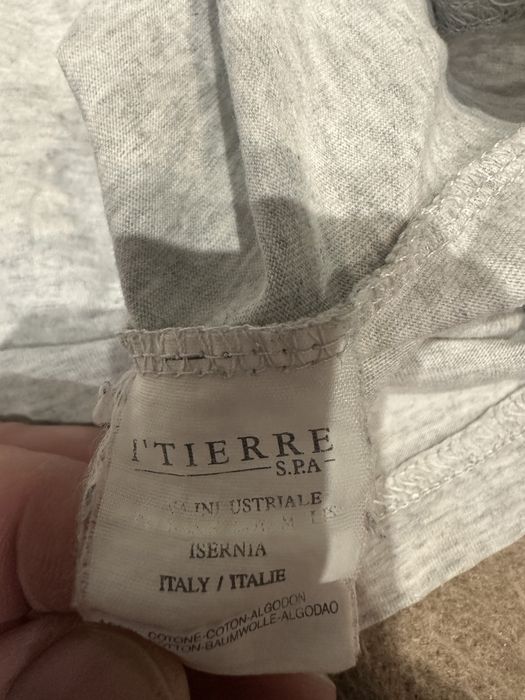 I'TIERRE
S.P.A
ISERNIA
ITALY / ITALIE
COTONE-COTON-ALGODON
COTTON-BAUMWOLLE-ALGODAO